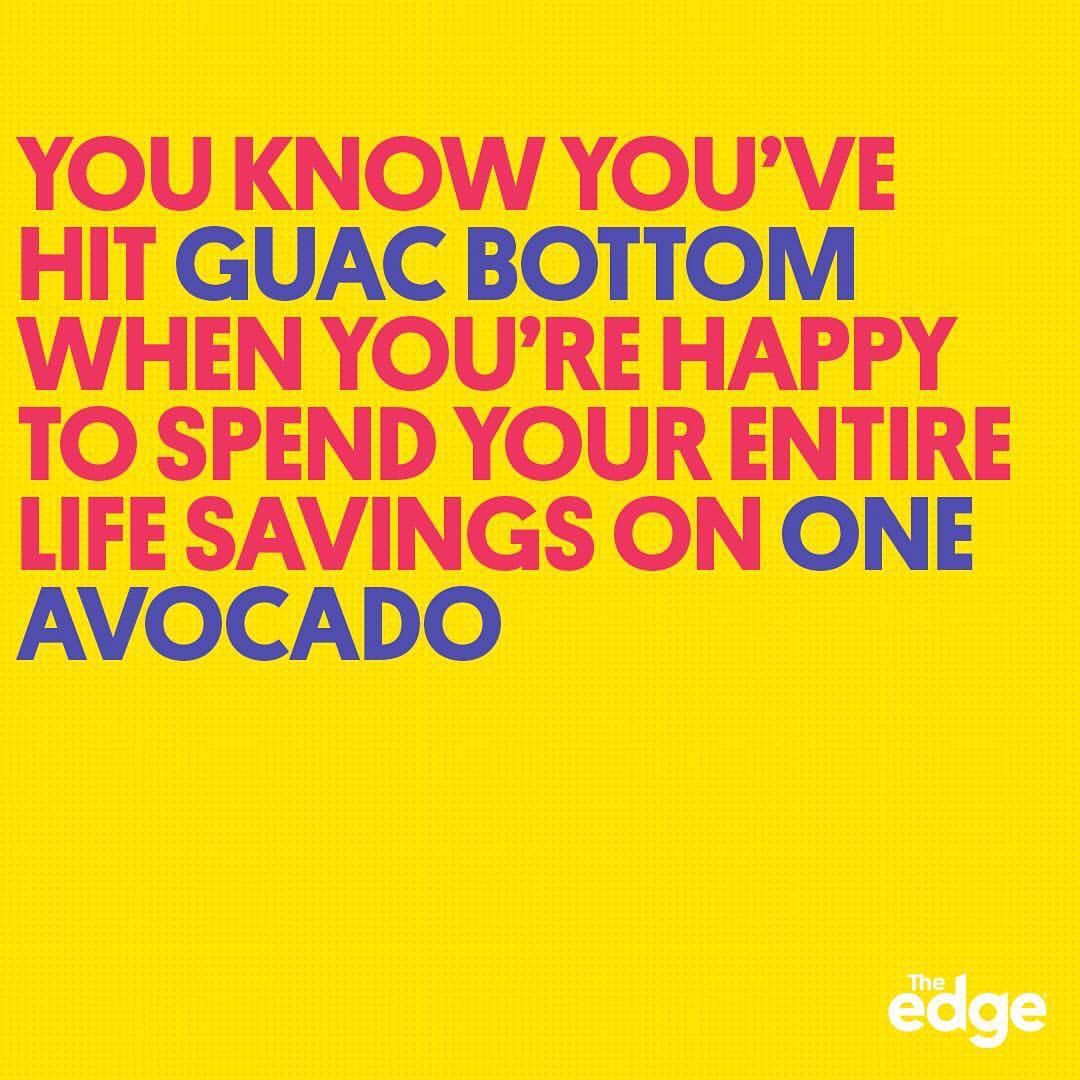 YOU KNOW YOU’VE
HIT GUAC BOTTOM
WHEN YOU’RE HAPPY
TO SPEND YOUR ENTIRE
LIFE SAVINGS ON ONE
AVOCADO
The
edge